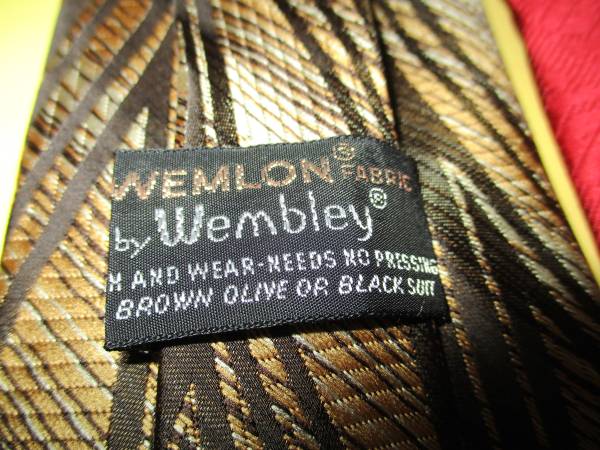 WEMLON® FABRIC
by Wembley®
H AND WEAR-NEEDS NO PRESSING
BROWN OLIVE OR BLACK SUIT